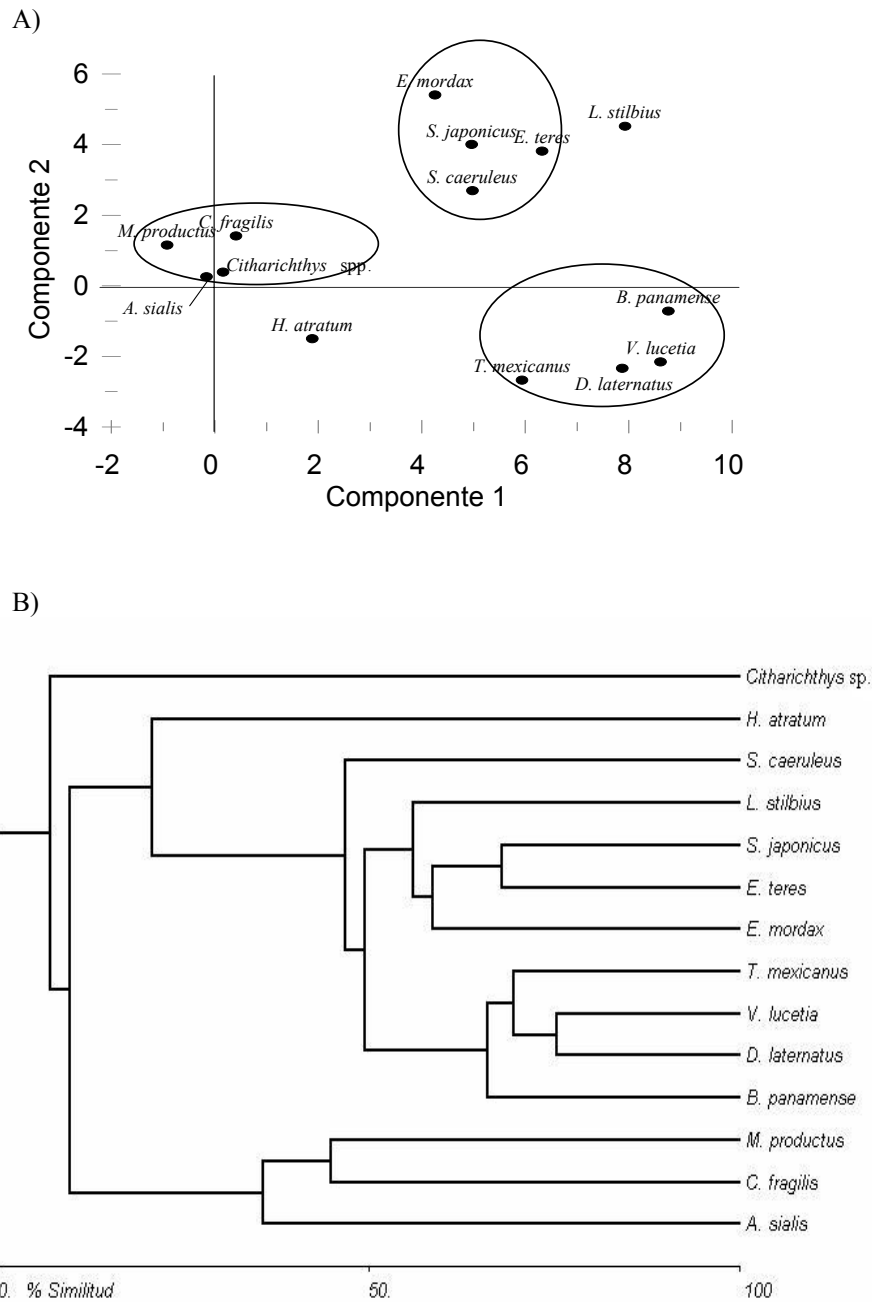 A)
6
E. mordax
L. stilbius
S. japonicus
E. teres
4
S. caeruleus
Componente 2
2
C. fragilis
M. productus
Citharichthys spp.
0
B. panamense
A. sialis
H. atratum
V. lucetia
-2
T. mexicanus
D. laternatus
-4
-2 0 2 4 6 8 10
Componente 1
B)
Citharichthys sp.
H. atratum
S. caeruleus
L. stilbius
S. japonicus
E. teres
E. mordax
T. mexicanus
V. lucetia
D. laternatus
B. panamense
M. productus
C. fragilis
A. sialis
0. % Similitud 50. 100